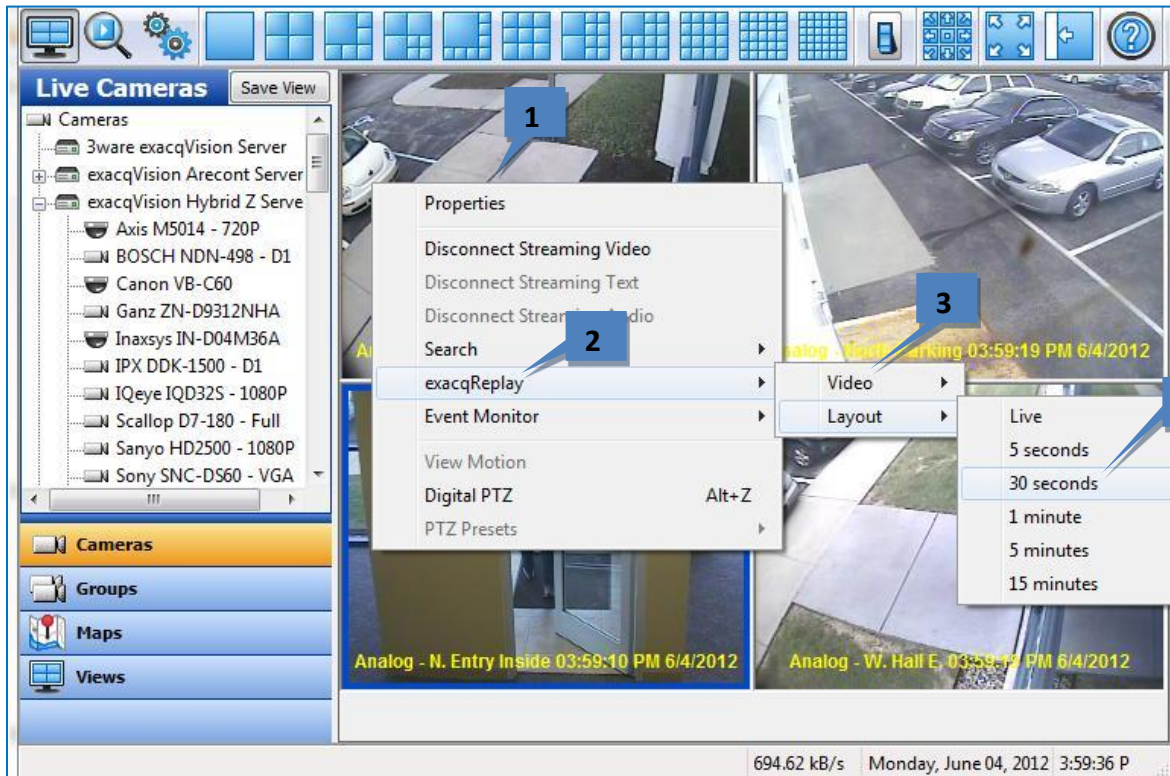 Live Cameras
Save View
Cameras
3ware exacqVision Server
exacqVision Arecont Server
exacqVision Hybrid Z Serve
Axis M5014 - 720P
BOSCH NDN-498 - D1
Canon VB-C60
Ganz ZN-D9312NHA
Inaxsys IN-D04M36A
IPX DDK-1500 - D1
IQeye IQD32S - 1080P
Scallop D7-180 - Full
Sanyo HD2500 - 1080P
Sony SNC-DS60 - VGA
Cameras
Groups
Maps
Views
1
Properties
Disconnect Streaming Video
Disconnect Streaming Text
Disconnect
2
Search
exacqReplay
Event Monitor
View Motion
Digital PTZ Alt+Z
PTZ Presets
3
03:59:19 PM 6/4/2012
Video
Layout
Live
5 seconds
30 seconds
1 minute
5 minutes
15 minutes
Analog - N. Entry Inside 03:59:10 PM 6/4/2012
Analog - W. Hall E, PM 6/4/2012
694.62 kB/s Monday, June 04, 2012 3:59:36 P